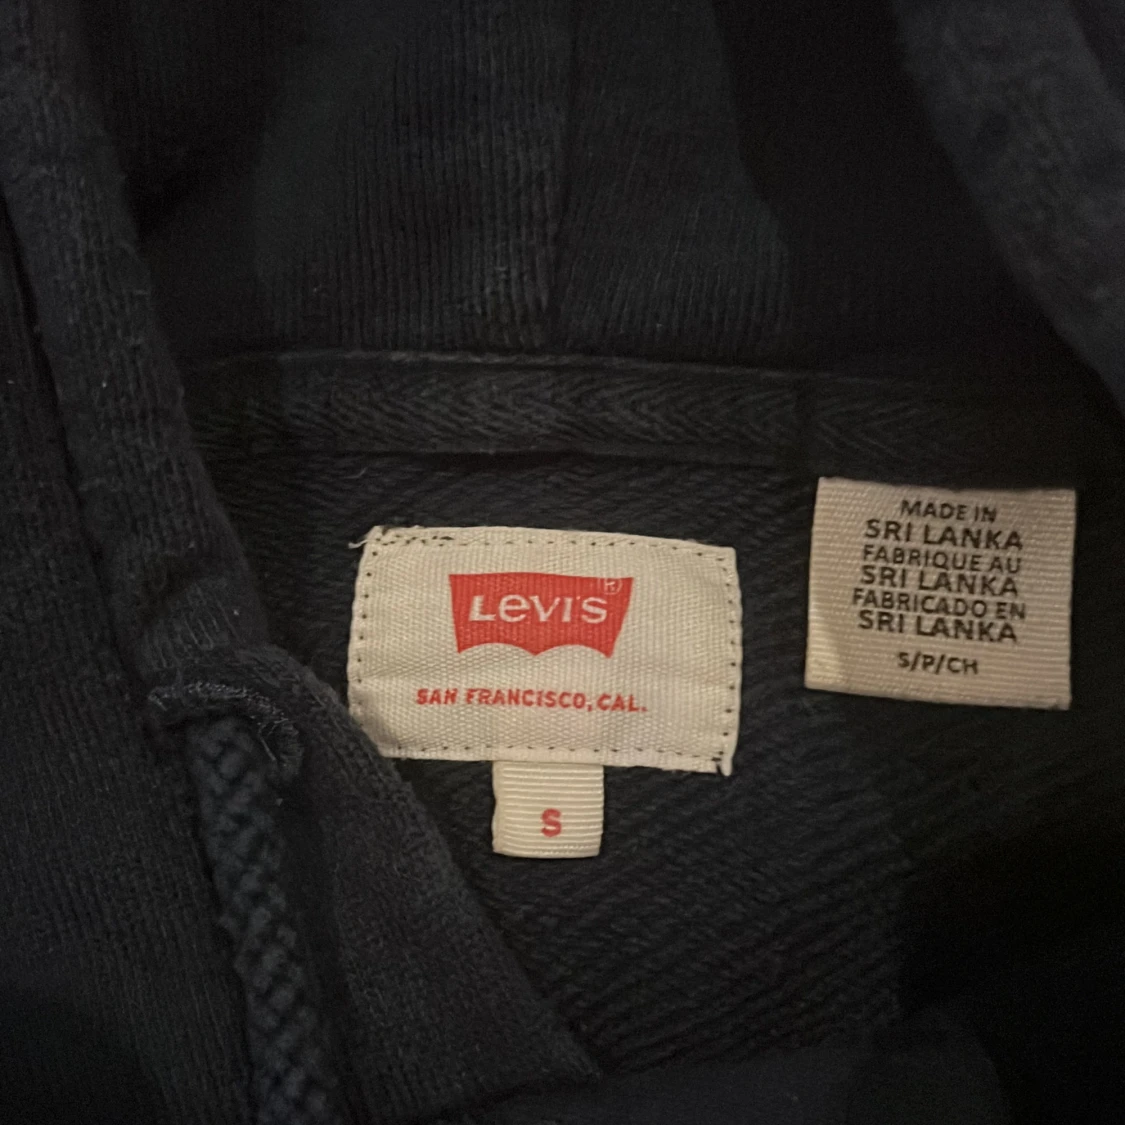 Levi's®
SAN FRANCISCO, CAL.
S
MADE IN
SRI LANKA
FABRIQUE AU
SRI LANKA
FABRICADO EN
SRI LANKA
S/P/CH